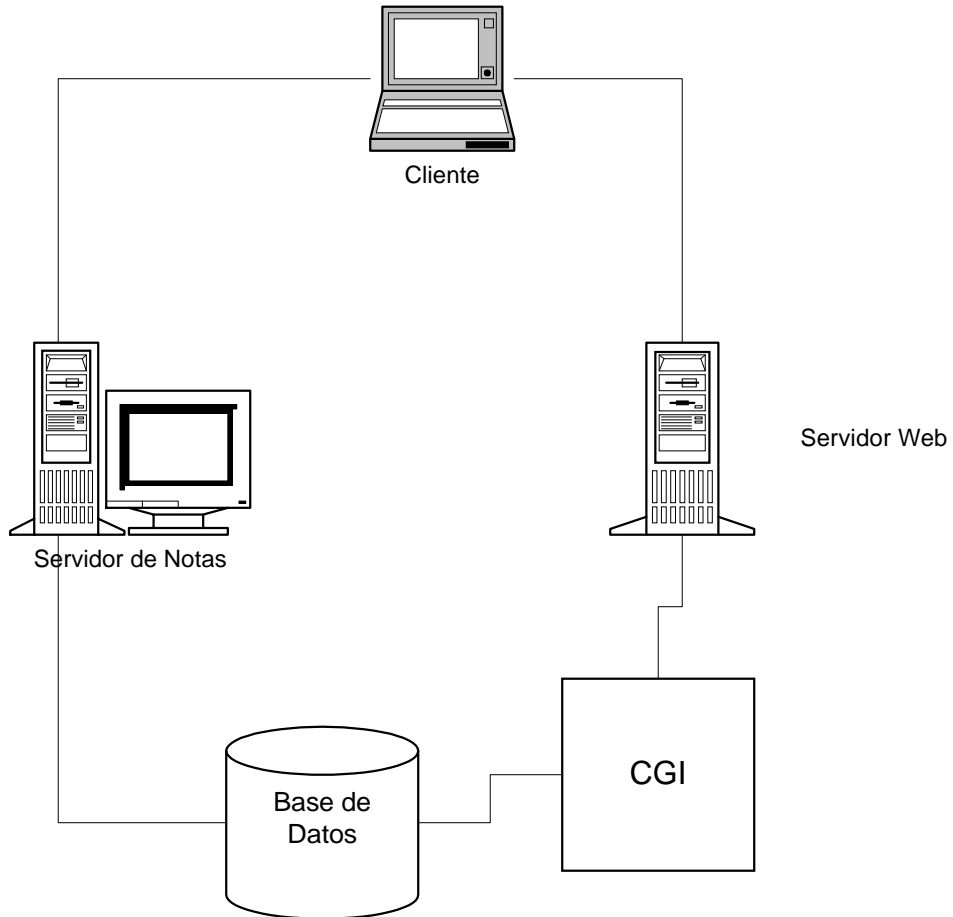 Cliente
Servidor Web
Servidor de Notas
Base de
Datos
CGI